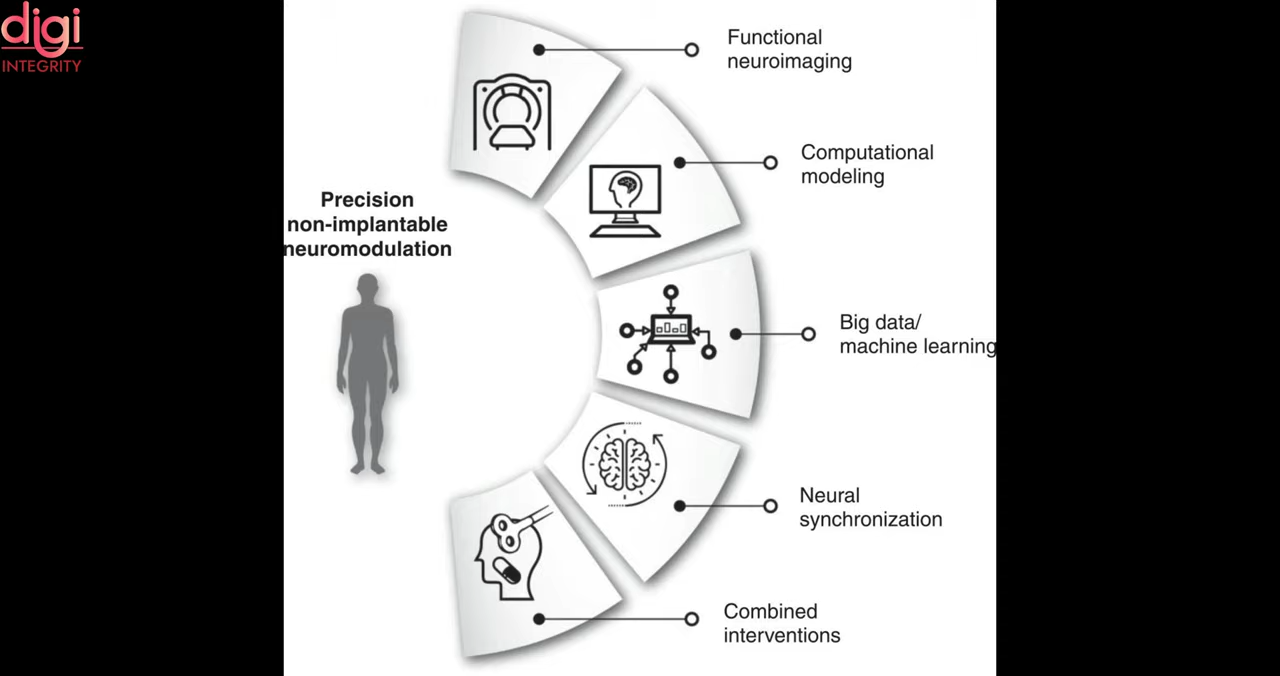 digi
INTEGRITY
Functional
neuroimaging
Computational
modeling
Precision
non-implantable
neuromodulation
Big data/
machine learning
Neural
synchronization
Combined
interventions